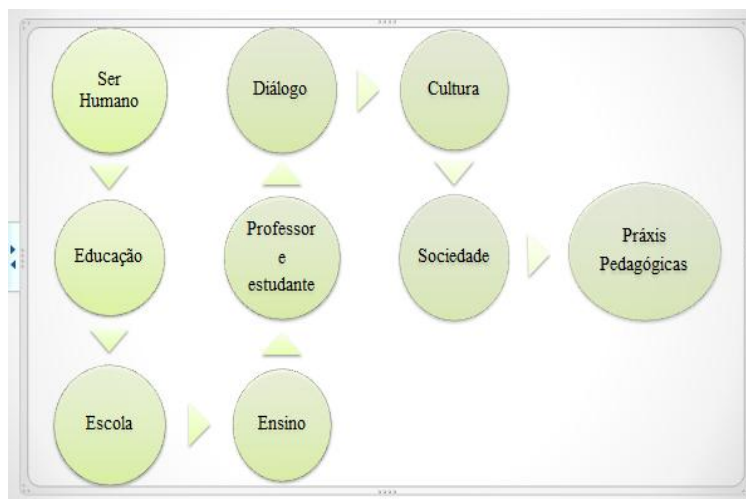 Ser
Humano
Educação
Escola
Ensino
Professor
e
estudante
Diálogo
Cultura
Sociedade
Práxis
Pedagógicas